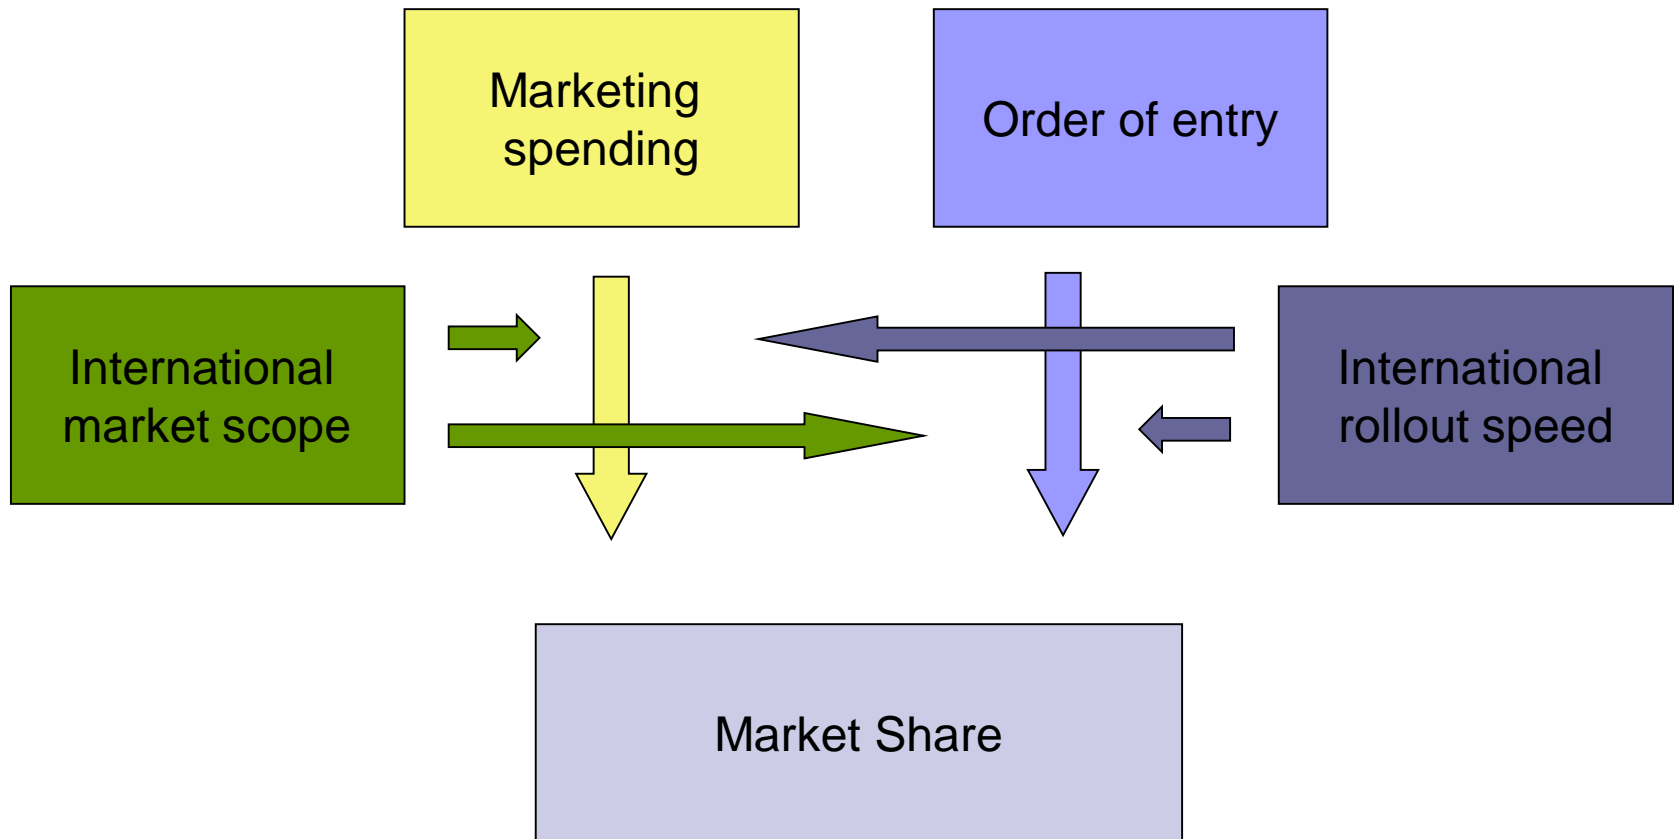 Marketing
spending
Order of entry
International
market scope
International
rollout speed
Market Share